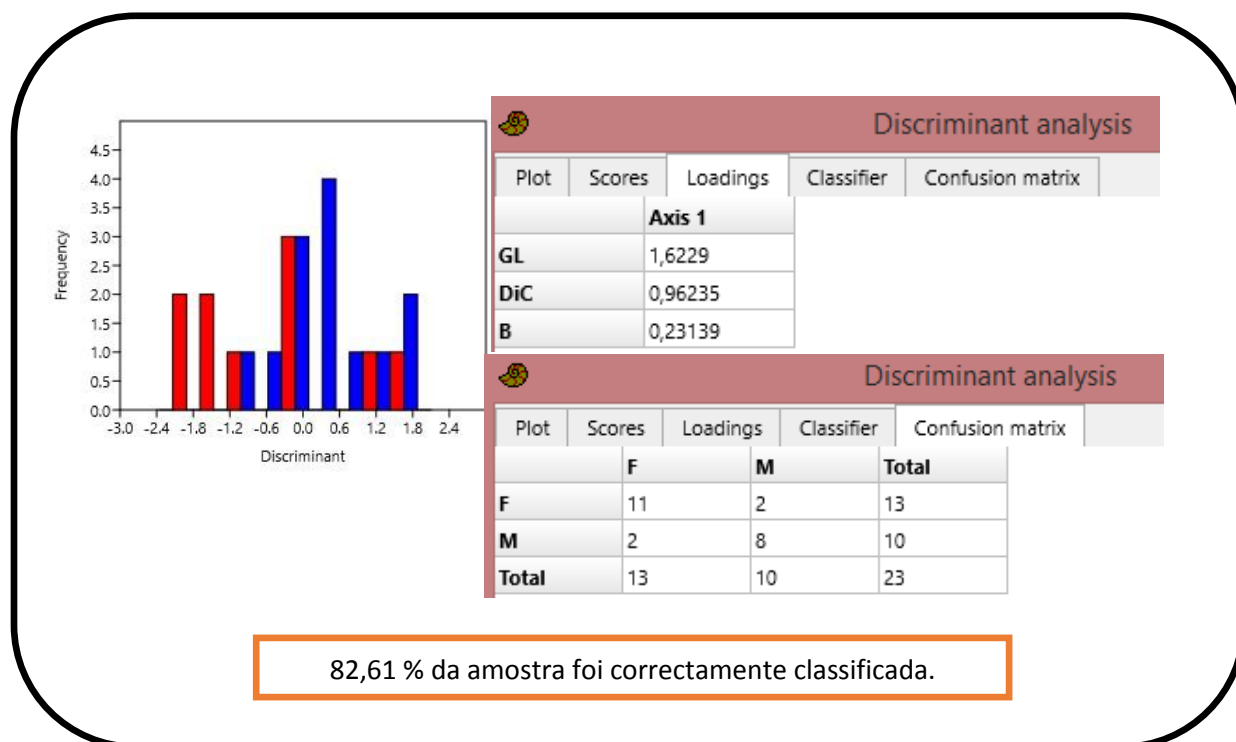 4.5
4.0
3.5
3.0
2.5
2.0
1.5
1.0
0.5
0.0
Frequency
-3.0 -2.4 -1.8 -1.2 -0.6 0.0 0.6 1.2 1.8 2.4
Discriminant
Discriminant analysis
Plot Scores Loadings Classifier Confusion matrix
Axis 1
GL 1,6229
DiC 0,96235
B 0,23139
Discriminant analysis
Plot Scores Loadings Classifier Confusion matrix
F M Total
F 11 2 13
M 2 8 10
Total 13 10 23
82,61 % da amostra foi correctamente classificada.